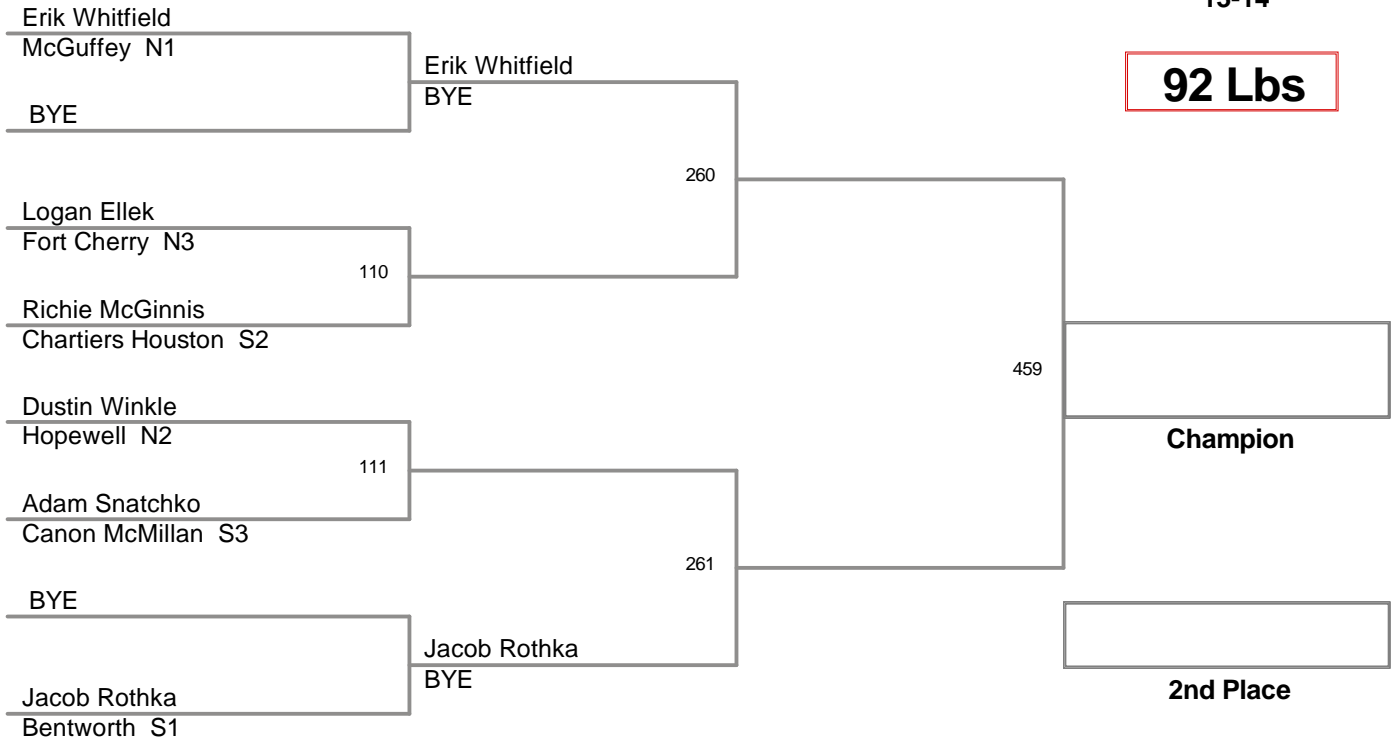 13-14
92 Lbs
Erik Whitfield
McGuffey N1
BYE
Logan Ellek
Fort Cherry N3
110
Richie McGinnis
Chartiers Houston S2
Dustin Winkle
Hopewell N2
111
Adam Snatchko
Canon McMillan S3
BYE
Jacob Rothka
Bentworth S1
Erik Whitfield
BYE
260
261
Jacob Rothka
BYE
459
Champion
2nd Place